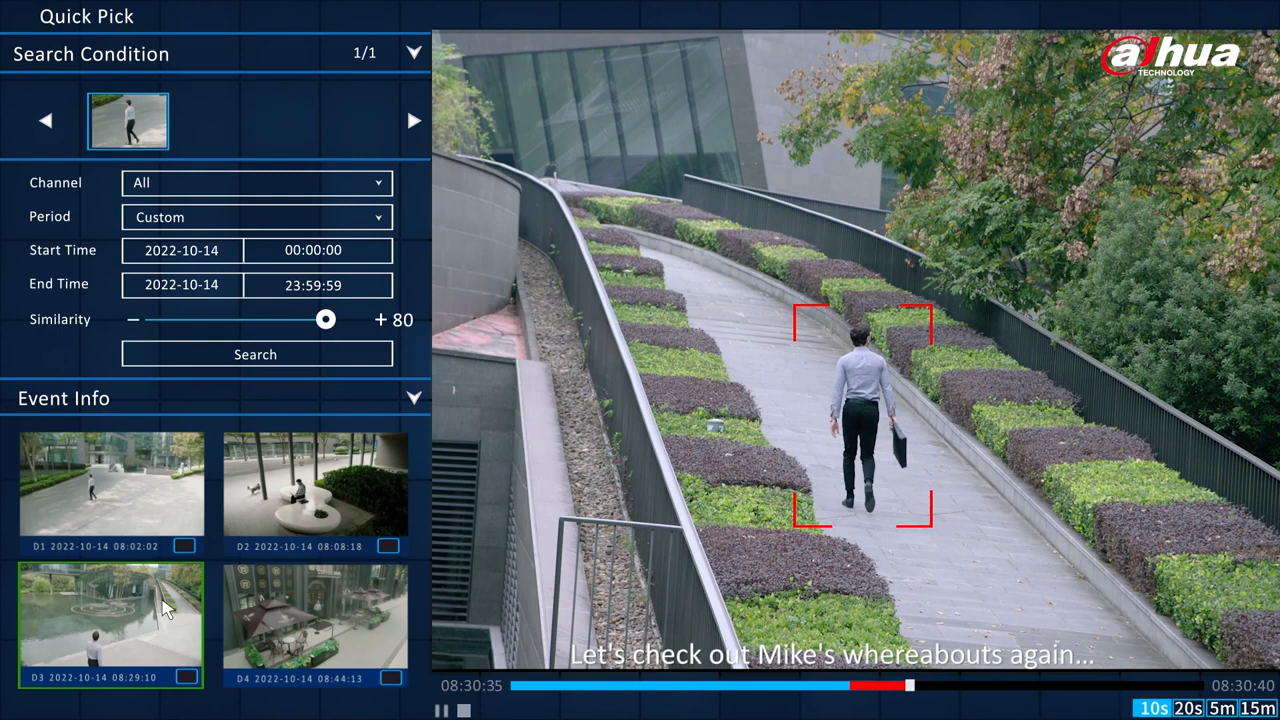 Quick Pick
Search Condition 1/1
Channel All
Period Custom
Start Time 2022-10-14 00:00:00
End Time 2022-10-14 23:59:59
Similarity − + 80
Search
Event Info
D1 2022-10-14 08:02:02
D2 2022-10-14 08:08:18
D3 2022-10-14 08:29:10
D4 2022-10-14 08:44:13
alhua
TECHNOLOGY
Let's check out Mike's whereabouts again...
08:30:35 08:30:40
10s 20s 5m 15m